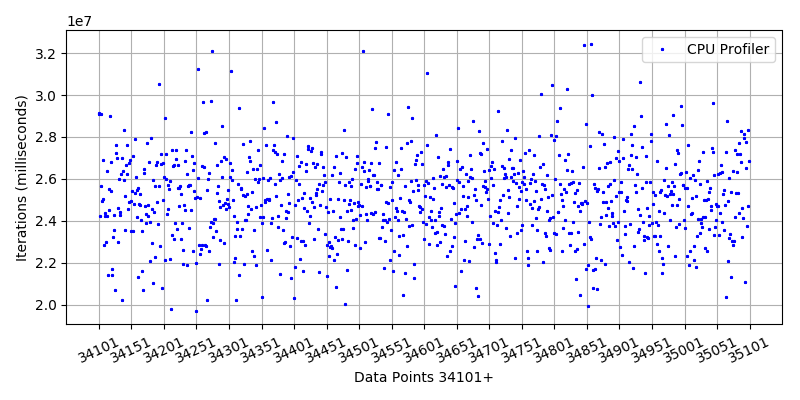 1e7
CPU Profiler
3.2
3.0
2.8
2.6
2.4
2.2
2.0
Iterations (milliseconds)
34101 34151 34201 34251 34301 34351 34401 34451 34501 34551 34601 34651 34701 34751 34801 34851 34901 34951 35001 35051 35101
Data Points 34101+